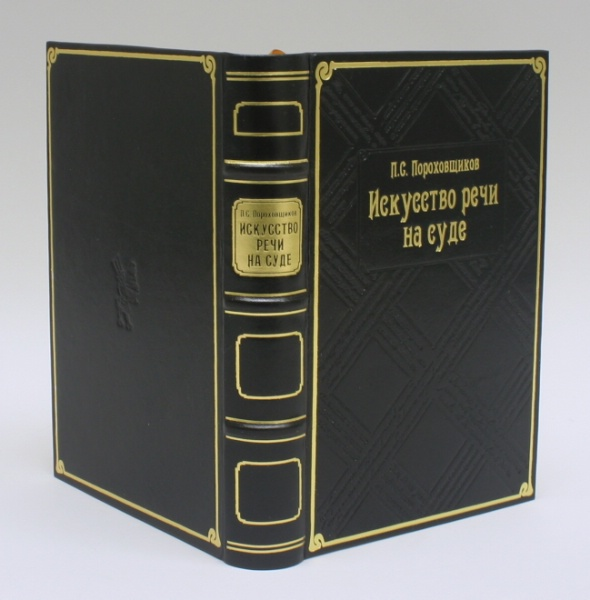 П.С. Пороховщиков
Искусство речи
на суде
П.С. Пороховщиков
ИСКУССТВО
РЕЧИ
НА СУДЕ